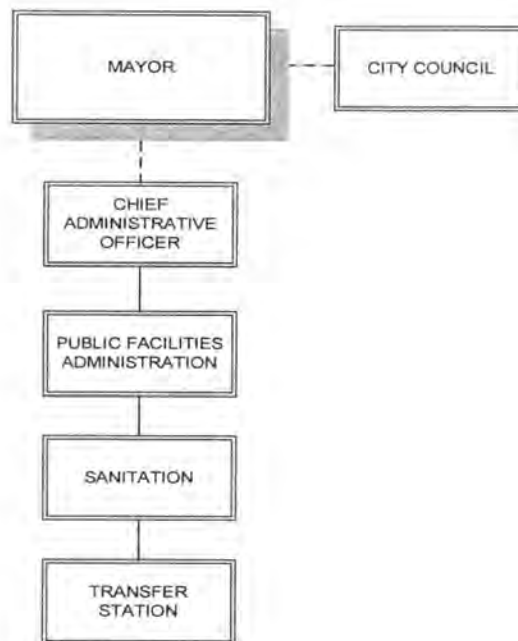 MAYOR
CITY COUNCIL
CHIEF
ADMINISTRATIVE
OFFICER
PUBLIC FACILITIES
ADMINISTRATION
SANITATION
TRANSFER
STATION